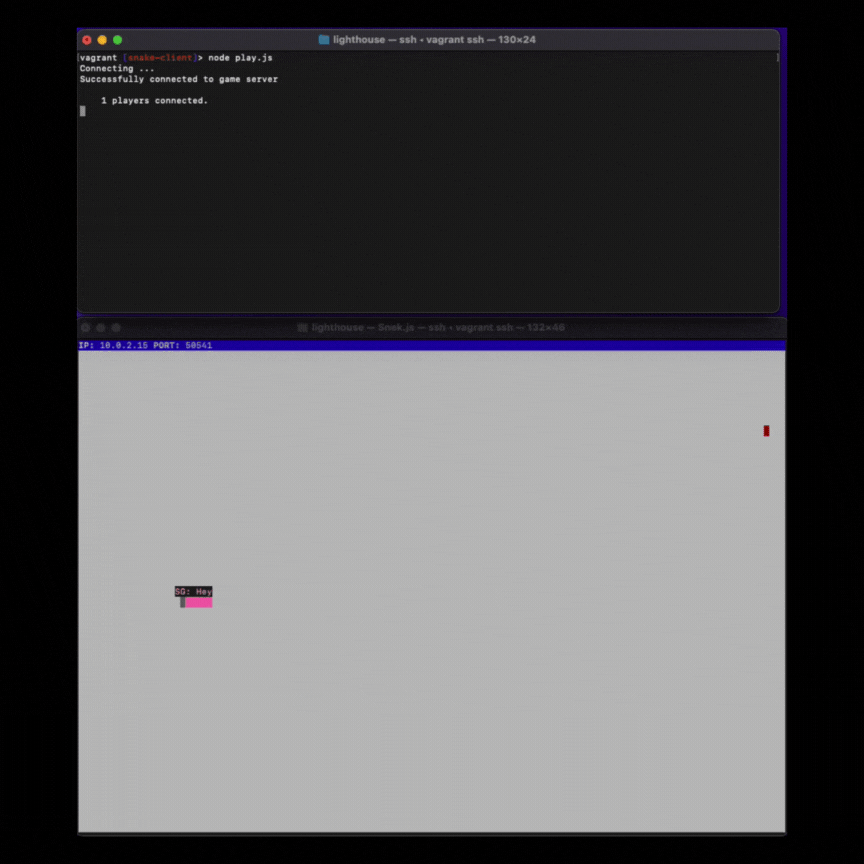 lighthouse — ssh ‹ vagrant ssh — 130×24
vagrant [snake-client]> node play.js
Connecting ...
Successfully connected to game server
1 players connected.
lighthouse — Snek.js — ssh ‹ vagrant ssh — 132×46
IP: 10.0.2.15 PORT: 50541
SG: Hey